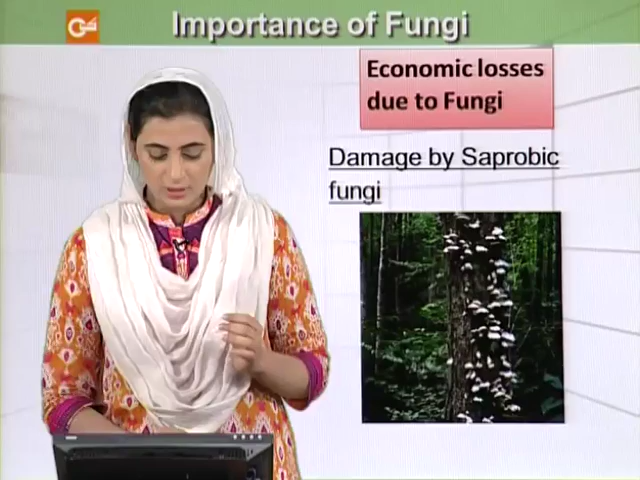 Importance of Fungi
Economic losses
due to Fungi
Damage by Saprobic
fungi